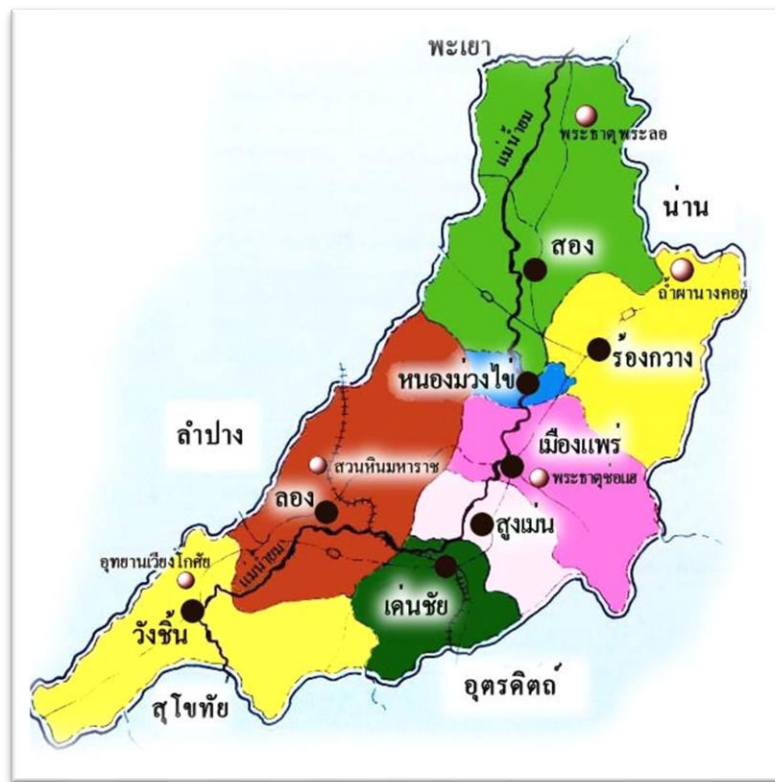 พะเยา
แม่น้ำยม
พระธาตุพระลอ
น่าน
สอง
ถ้ำผานางคอย
ร้องกวาง
หนองม่วงไข่
เมืองแพร่
ลำปาง
สวนหินมหาราช
พระธาตุช่อแฮ
ลอง
สูงเม่น
แม่น้ำยม
อุทยานเวียงโกศัย
เด่นชัย
วังชิ้น
อุตรดิตถ์
สุโขทัย